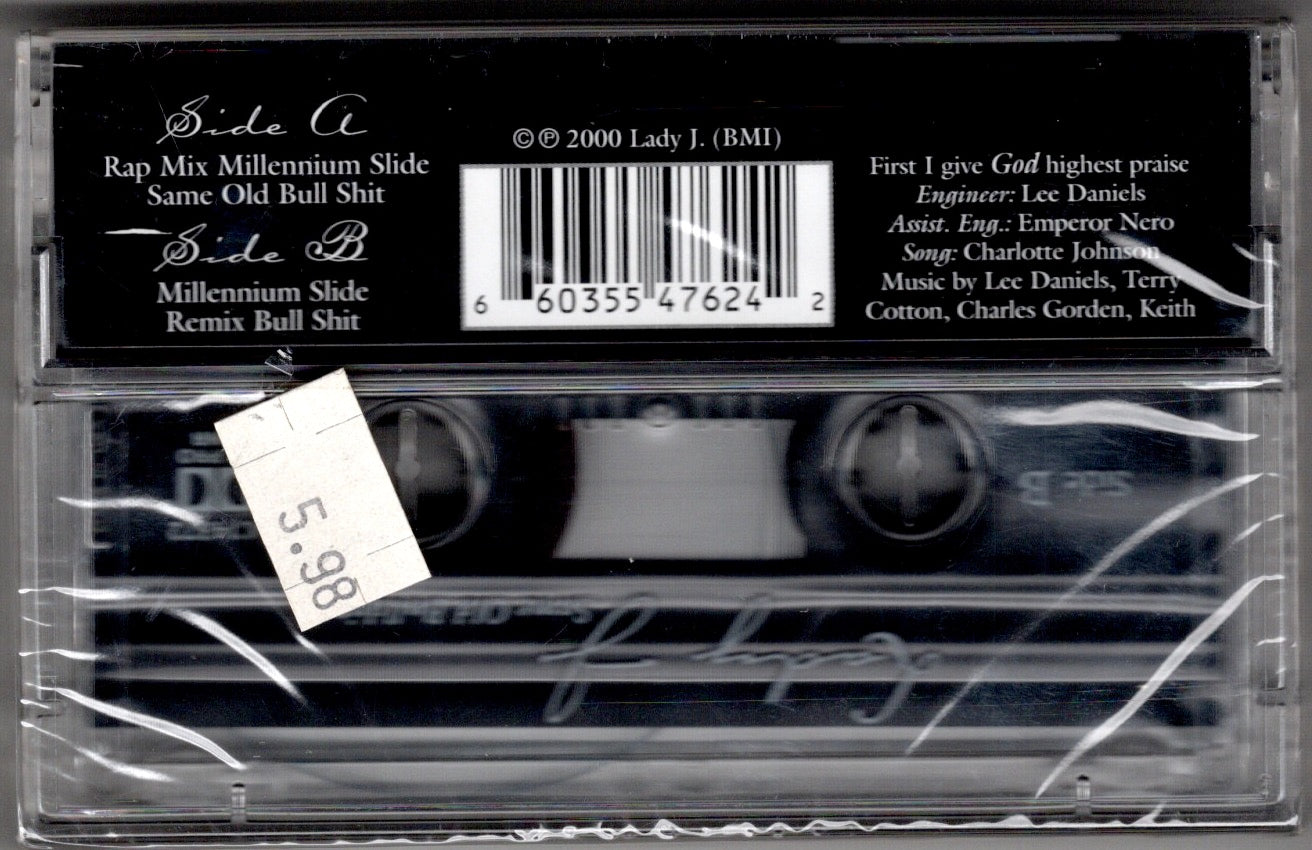 Side A
Rap Mix Millennium Slide
Same Old Bull Shit
Side B
Millennium Slide
Remix Bull Shit
©℗ 2000 Lady J. (BMI)
6 60355 47624 2
First I give God highest praise
Engineer: Lee Daniels
Assist. Eng.: Emperor Nero
Song: Charlotte Johnson
Music by Lee Daniels, Terry
Cotton, Charles Gorden, Keith
5.98
Side B
Lady J